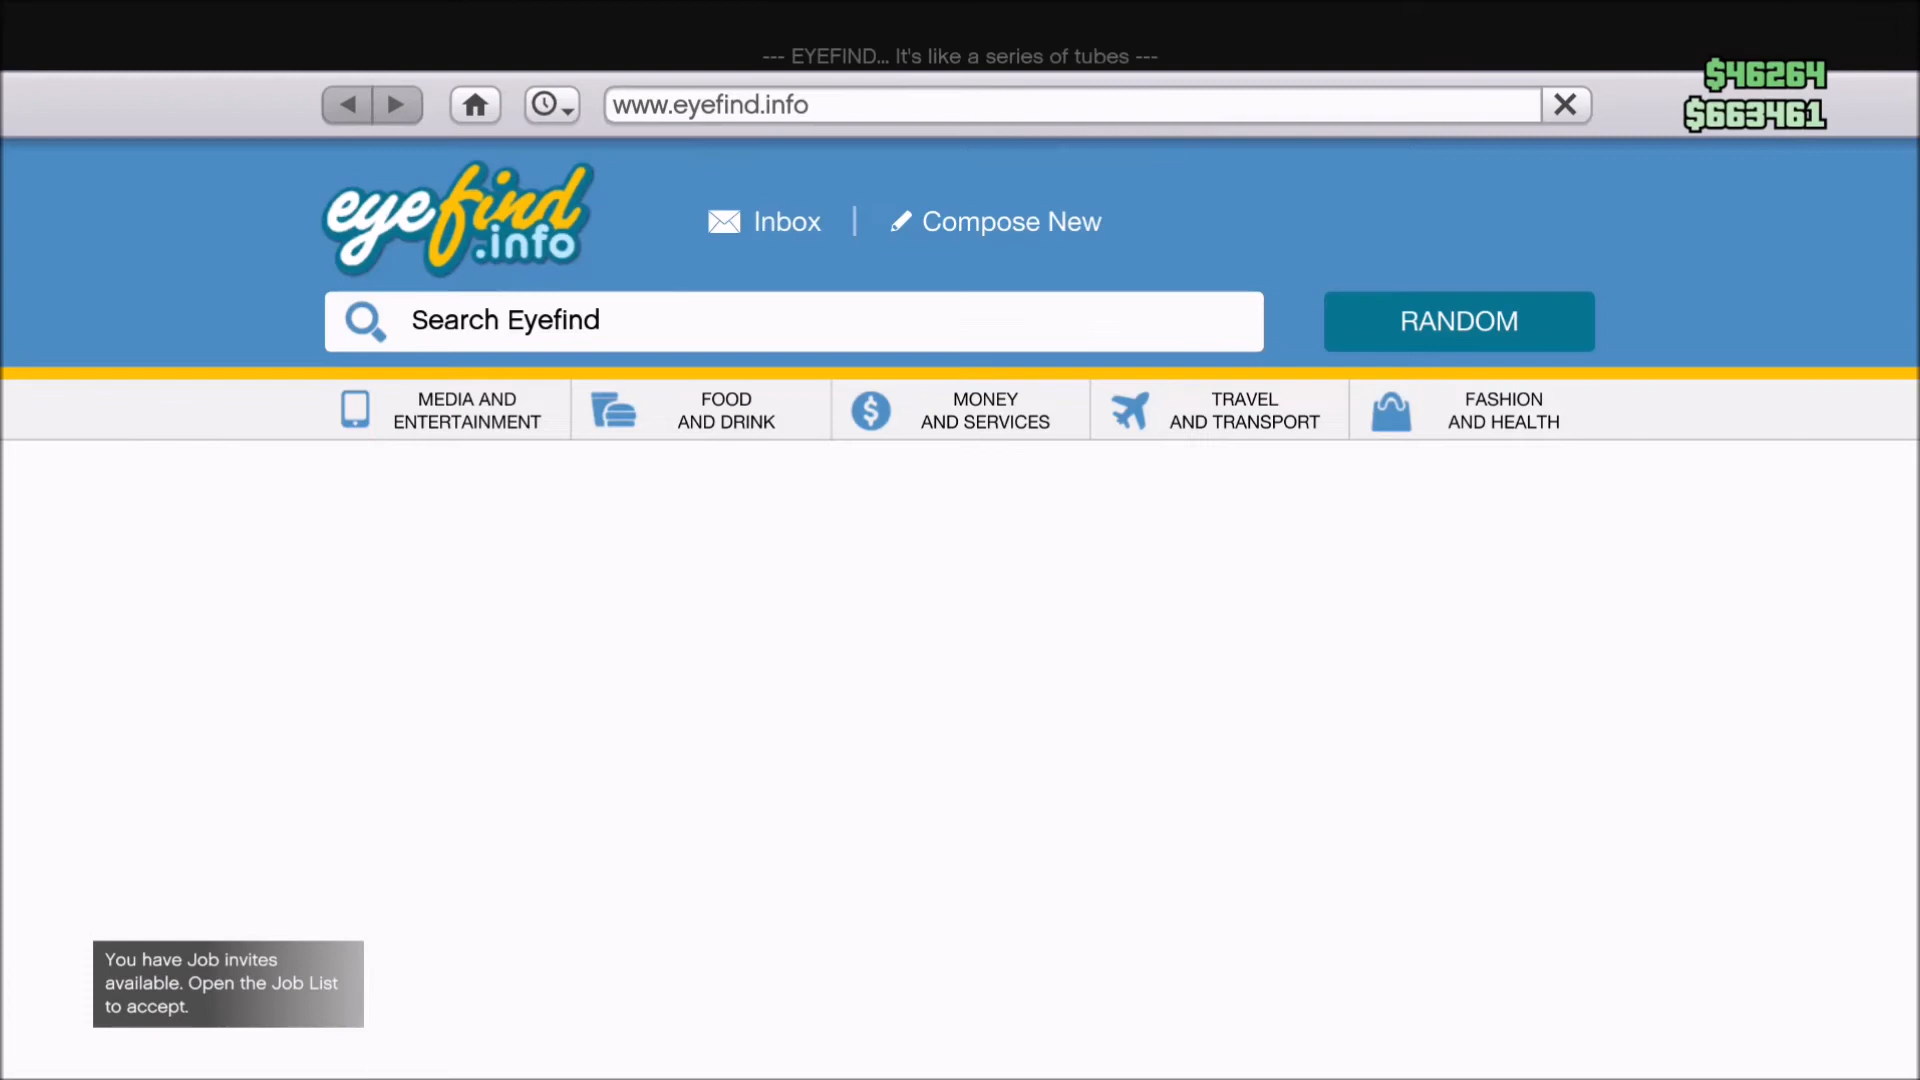 --- EYEFIND... It's like a series of tubes ---
$46264
www.eyefind.info
$663461
eyefind
.info
Inbox
Compose New
Search Eyefind
RANDOM
MEDIA AND
ENTERTAINMENT
FOOD
AND DRINK
MONEY
AND SERVICES
TRAVEL
AND TRANSPORT
FASHION
AND HEALTH
You have Job invites
available. Open the Job List
to accept.